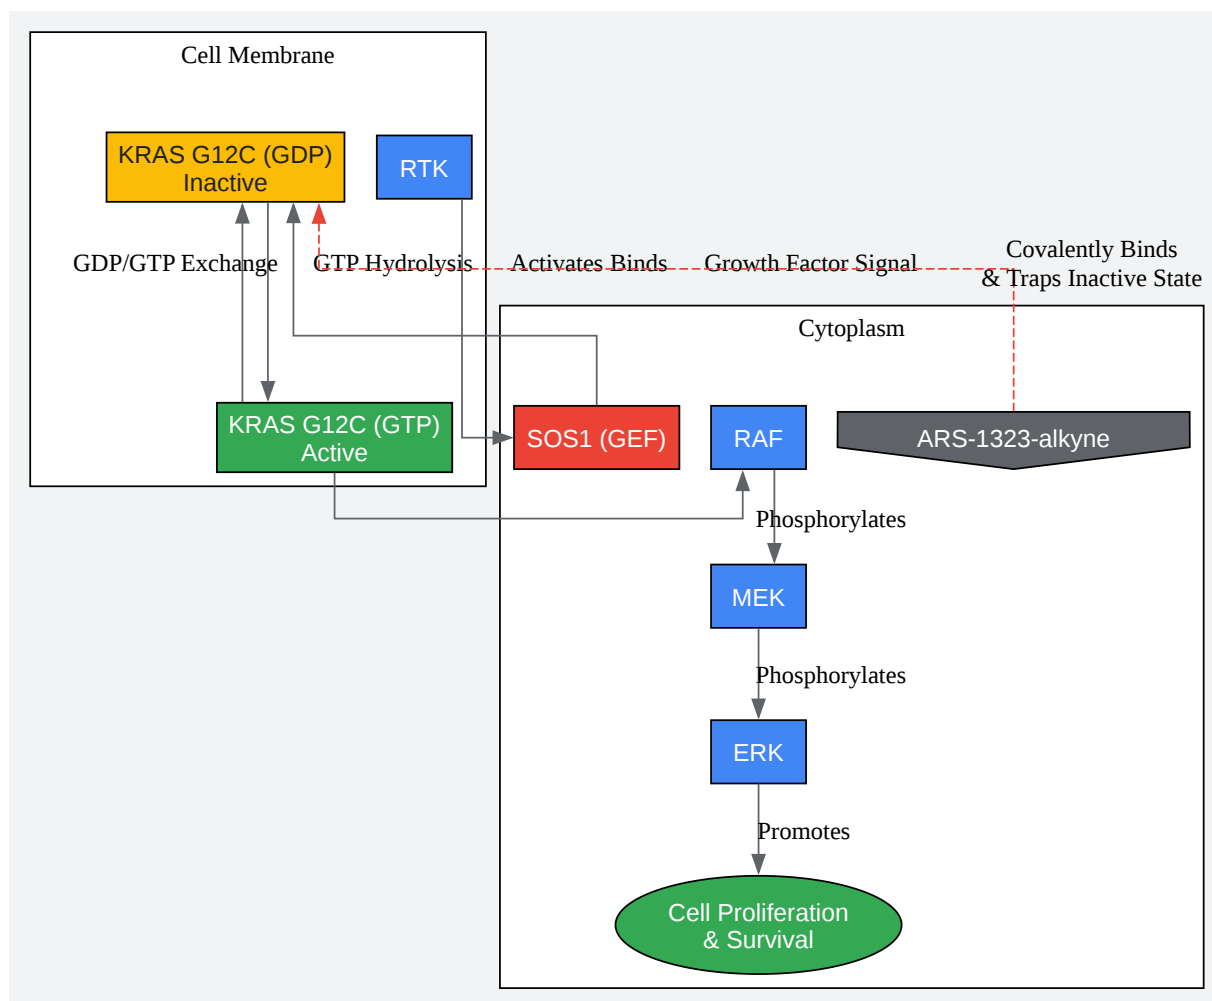 Cell Membrane
KRAS G12C (GDP)
Inactive
RTK
GDP/GTP Exchange
GTP Hydrolysis
Activates Binds
Growth Factor Signal
Covalently Binds
& Traps Inactive State
Cytoplasm
KRAS G12C (GTP)
Active
SOS1 (GEF)
RAF
ARS-1323-alkyne
Phosphorylates
MEK
Phosphorylates
ERK
Promotes
Cell Proliferation
& Survival